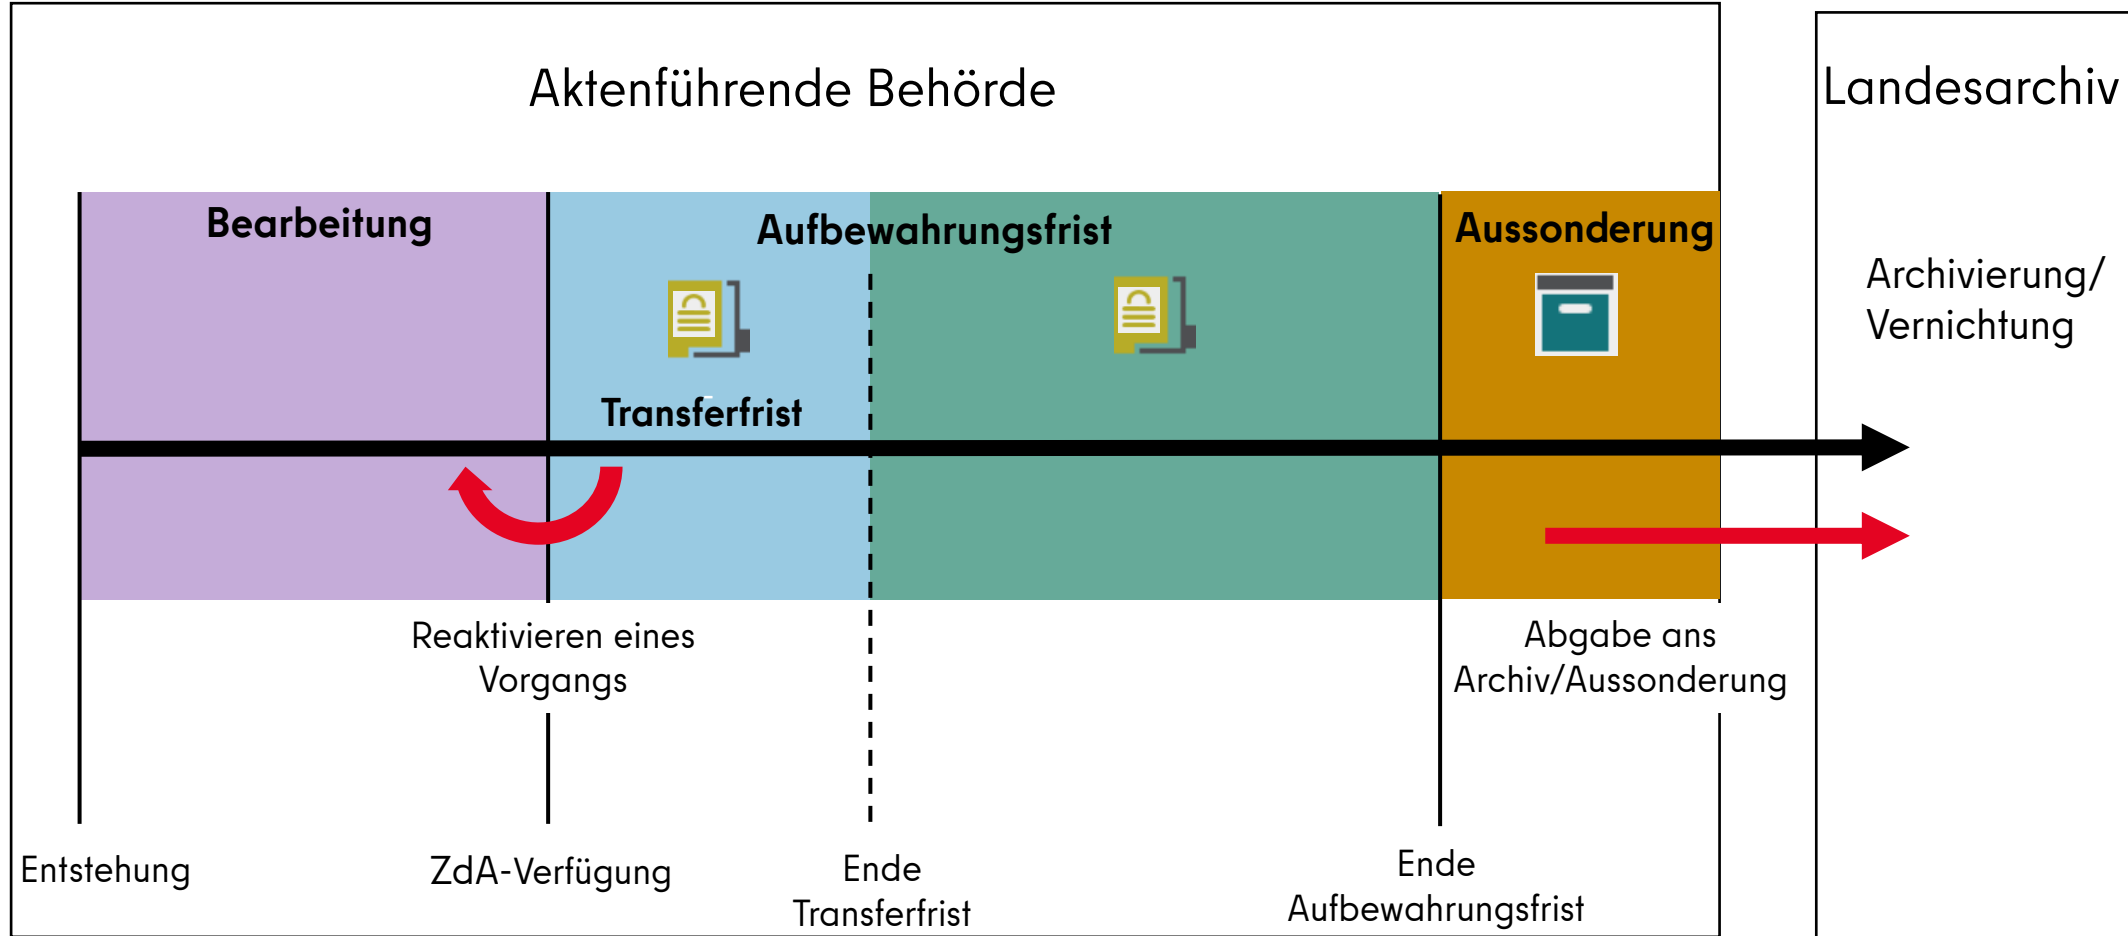 Aktenführende Behörde
Landesarchiv
Bearbeitung
Aufbewahrungsfrist
Aussonderung
Archivierung/
Vernichtung
Transferfrist
Reaktivieren eines
Vorgangs
Abgabe ans
Archiv/Aussonderung
Entstehung
ZdA-Verfügung
Ende
Transferfrist
Ende
Aufbewahrungsfrist